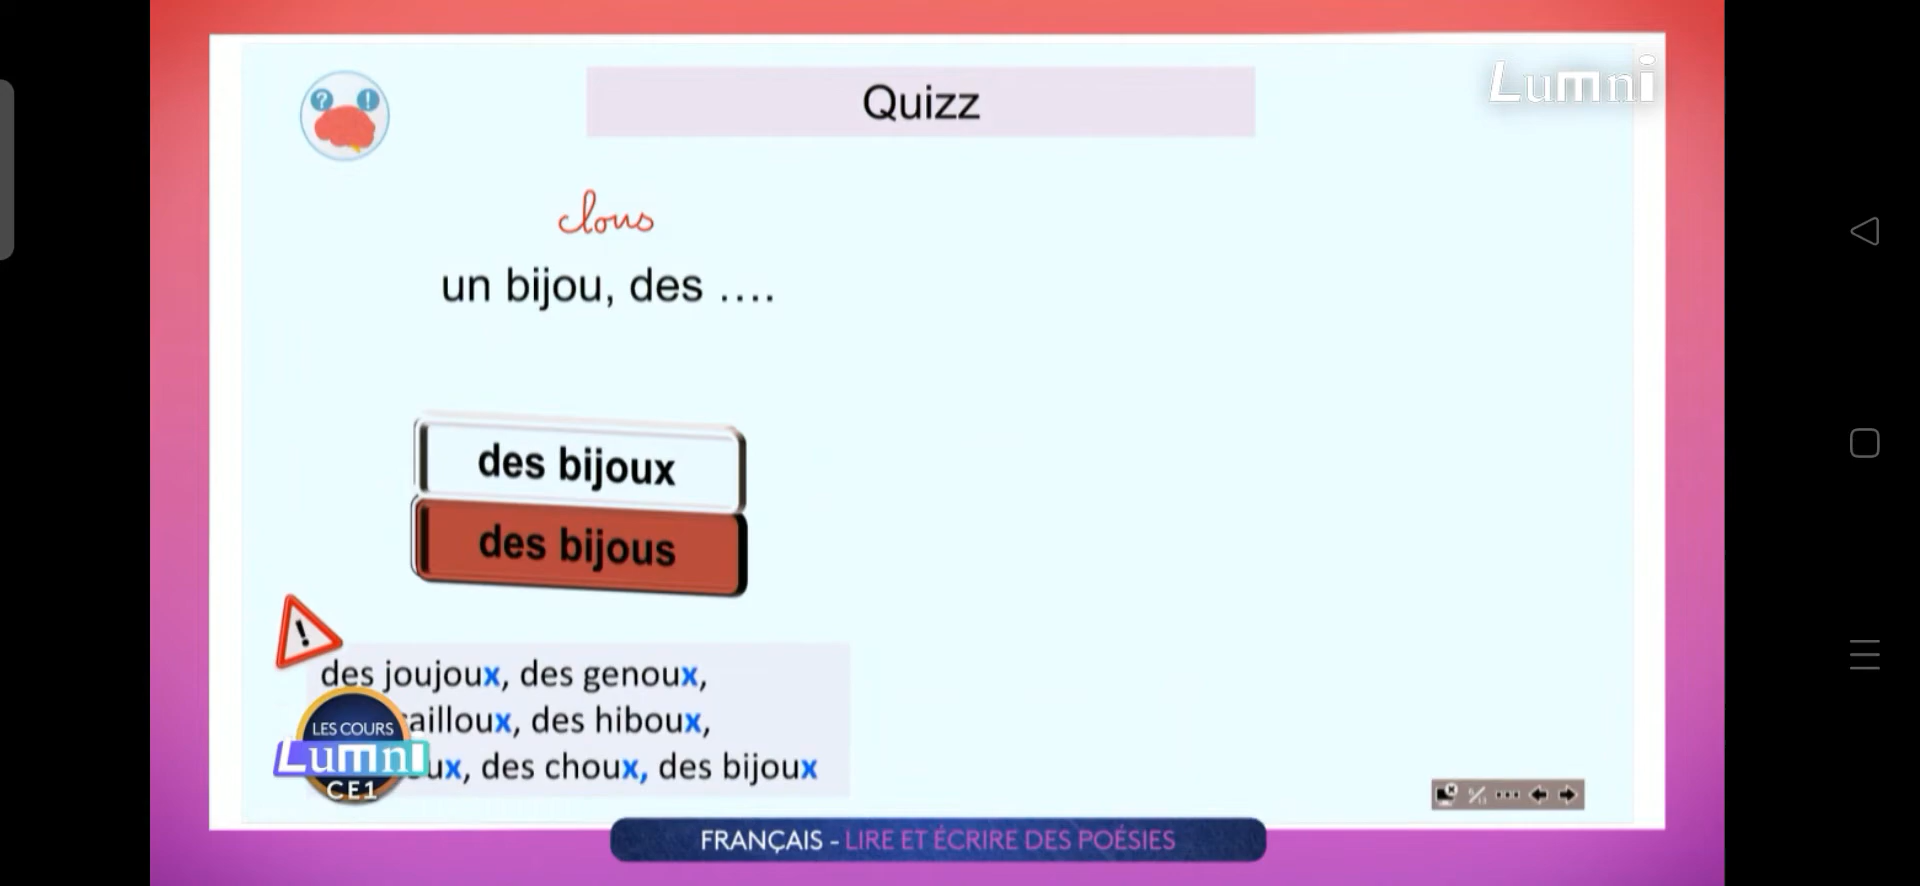 Quizz
Lumni
clous
un bijou, des ....
des bijoux
des bijous
des joujoux, des genoux,
ailloux, des hiboux,
ux, des choux, des bijoux
LES COURS
Lumni
CE1
FRANÇAIS - LIRE ET ÉCRIRE DES POÉSIES